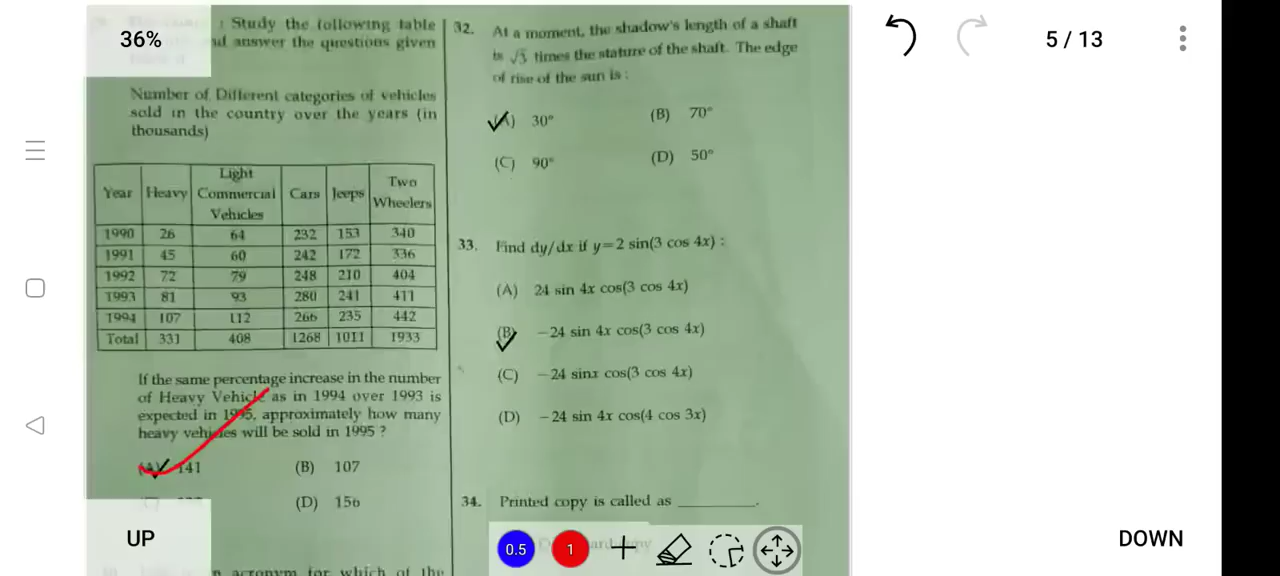 36%
5 / 13
: Study the following table
and answer the questions given
Number of Different categories of vehicles
sold in the country over the years (in
thousands)
Year Heavy Light Commercial Vehicles Cars Jeeps Two Wheelers
1990 26 64 232 153 340
1991 45 60 242 172 336
1992 72 79 248 210 404
1993 81 93 280 241 411
1994 107 112 266 235 442
Total 331 408 1268 1011 1933
If the same percentage increase in the number
of Heavy Vehicle as in 1994 over 1993 is
expected in 1995, approximately how many
heavy vehicles will be sold in 1995 ?
(A) 141 (B) 107
(D) 156
32. At a moment, the shadow's length of a shaft
is √3 times the stature of the shaft. The edge
of rise of the sun is :
(A) 30° (B) 70°
(C) 90° (D) 50°
33. Find dy/dx if y=2 sin(3 cos 4x) :
(A) 24 sin 4x cos(3 cos 4x)
(B) −24 sin 4x cos(3 cos 4x)
(C) −24 sinx cos(3 cos 4x)
(D) −24 sin 4x cos(4 cos 3x)
34. Printed copy is called as ________.
UP
0.5 1
DOWN
acronym for which of the